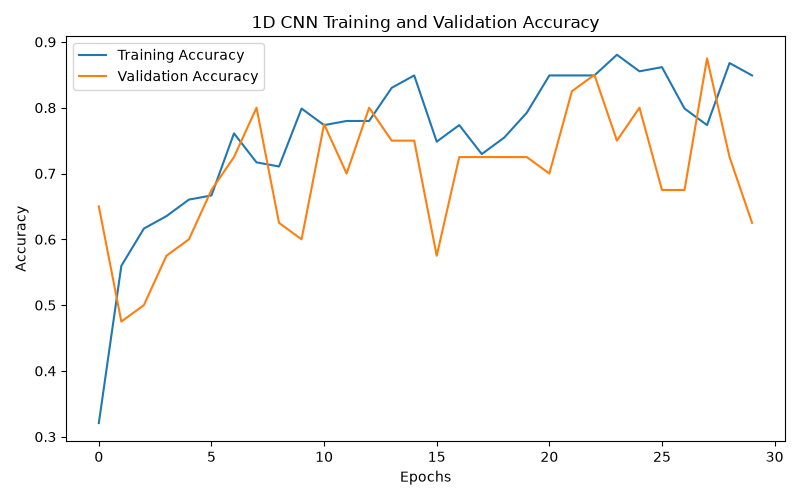 1D CNN Training and Validation Accuracy
Training Accuracy
Validation Accuracy
Accuracy
0.9
0.8
0.7
0.6
0.5
0.4
0.3
0 5 10 15 20 25 30
Epochs